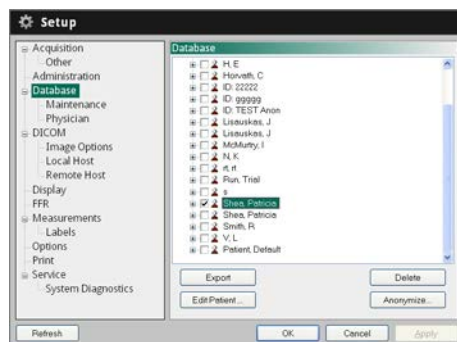 Setup
Acquisition
Other
Administration
Database
Maintenance
Physician
DICOM
Image Options
Local Host
Remote Host
Display
FFR
Measurements
Labels
Options
Print
Service
System Diagnostics
Database
H, E
Horvath, C
ID: 22222
ID: ggggg
ID: TEST Anon
Lisauskas, J
Lisauskas, J
McMurtry, I
N, K
rt, rt
Run, Trial
s
Shea, Patricia
Shea, Patricia
Smith, R
V, L
Patient, Default
Export
Delete
Edit Patient...
Anonymize...
Refresh
OK
Cancel
Apply